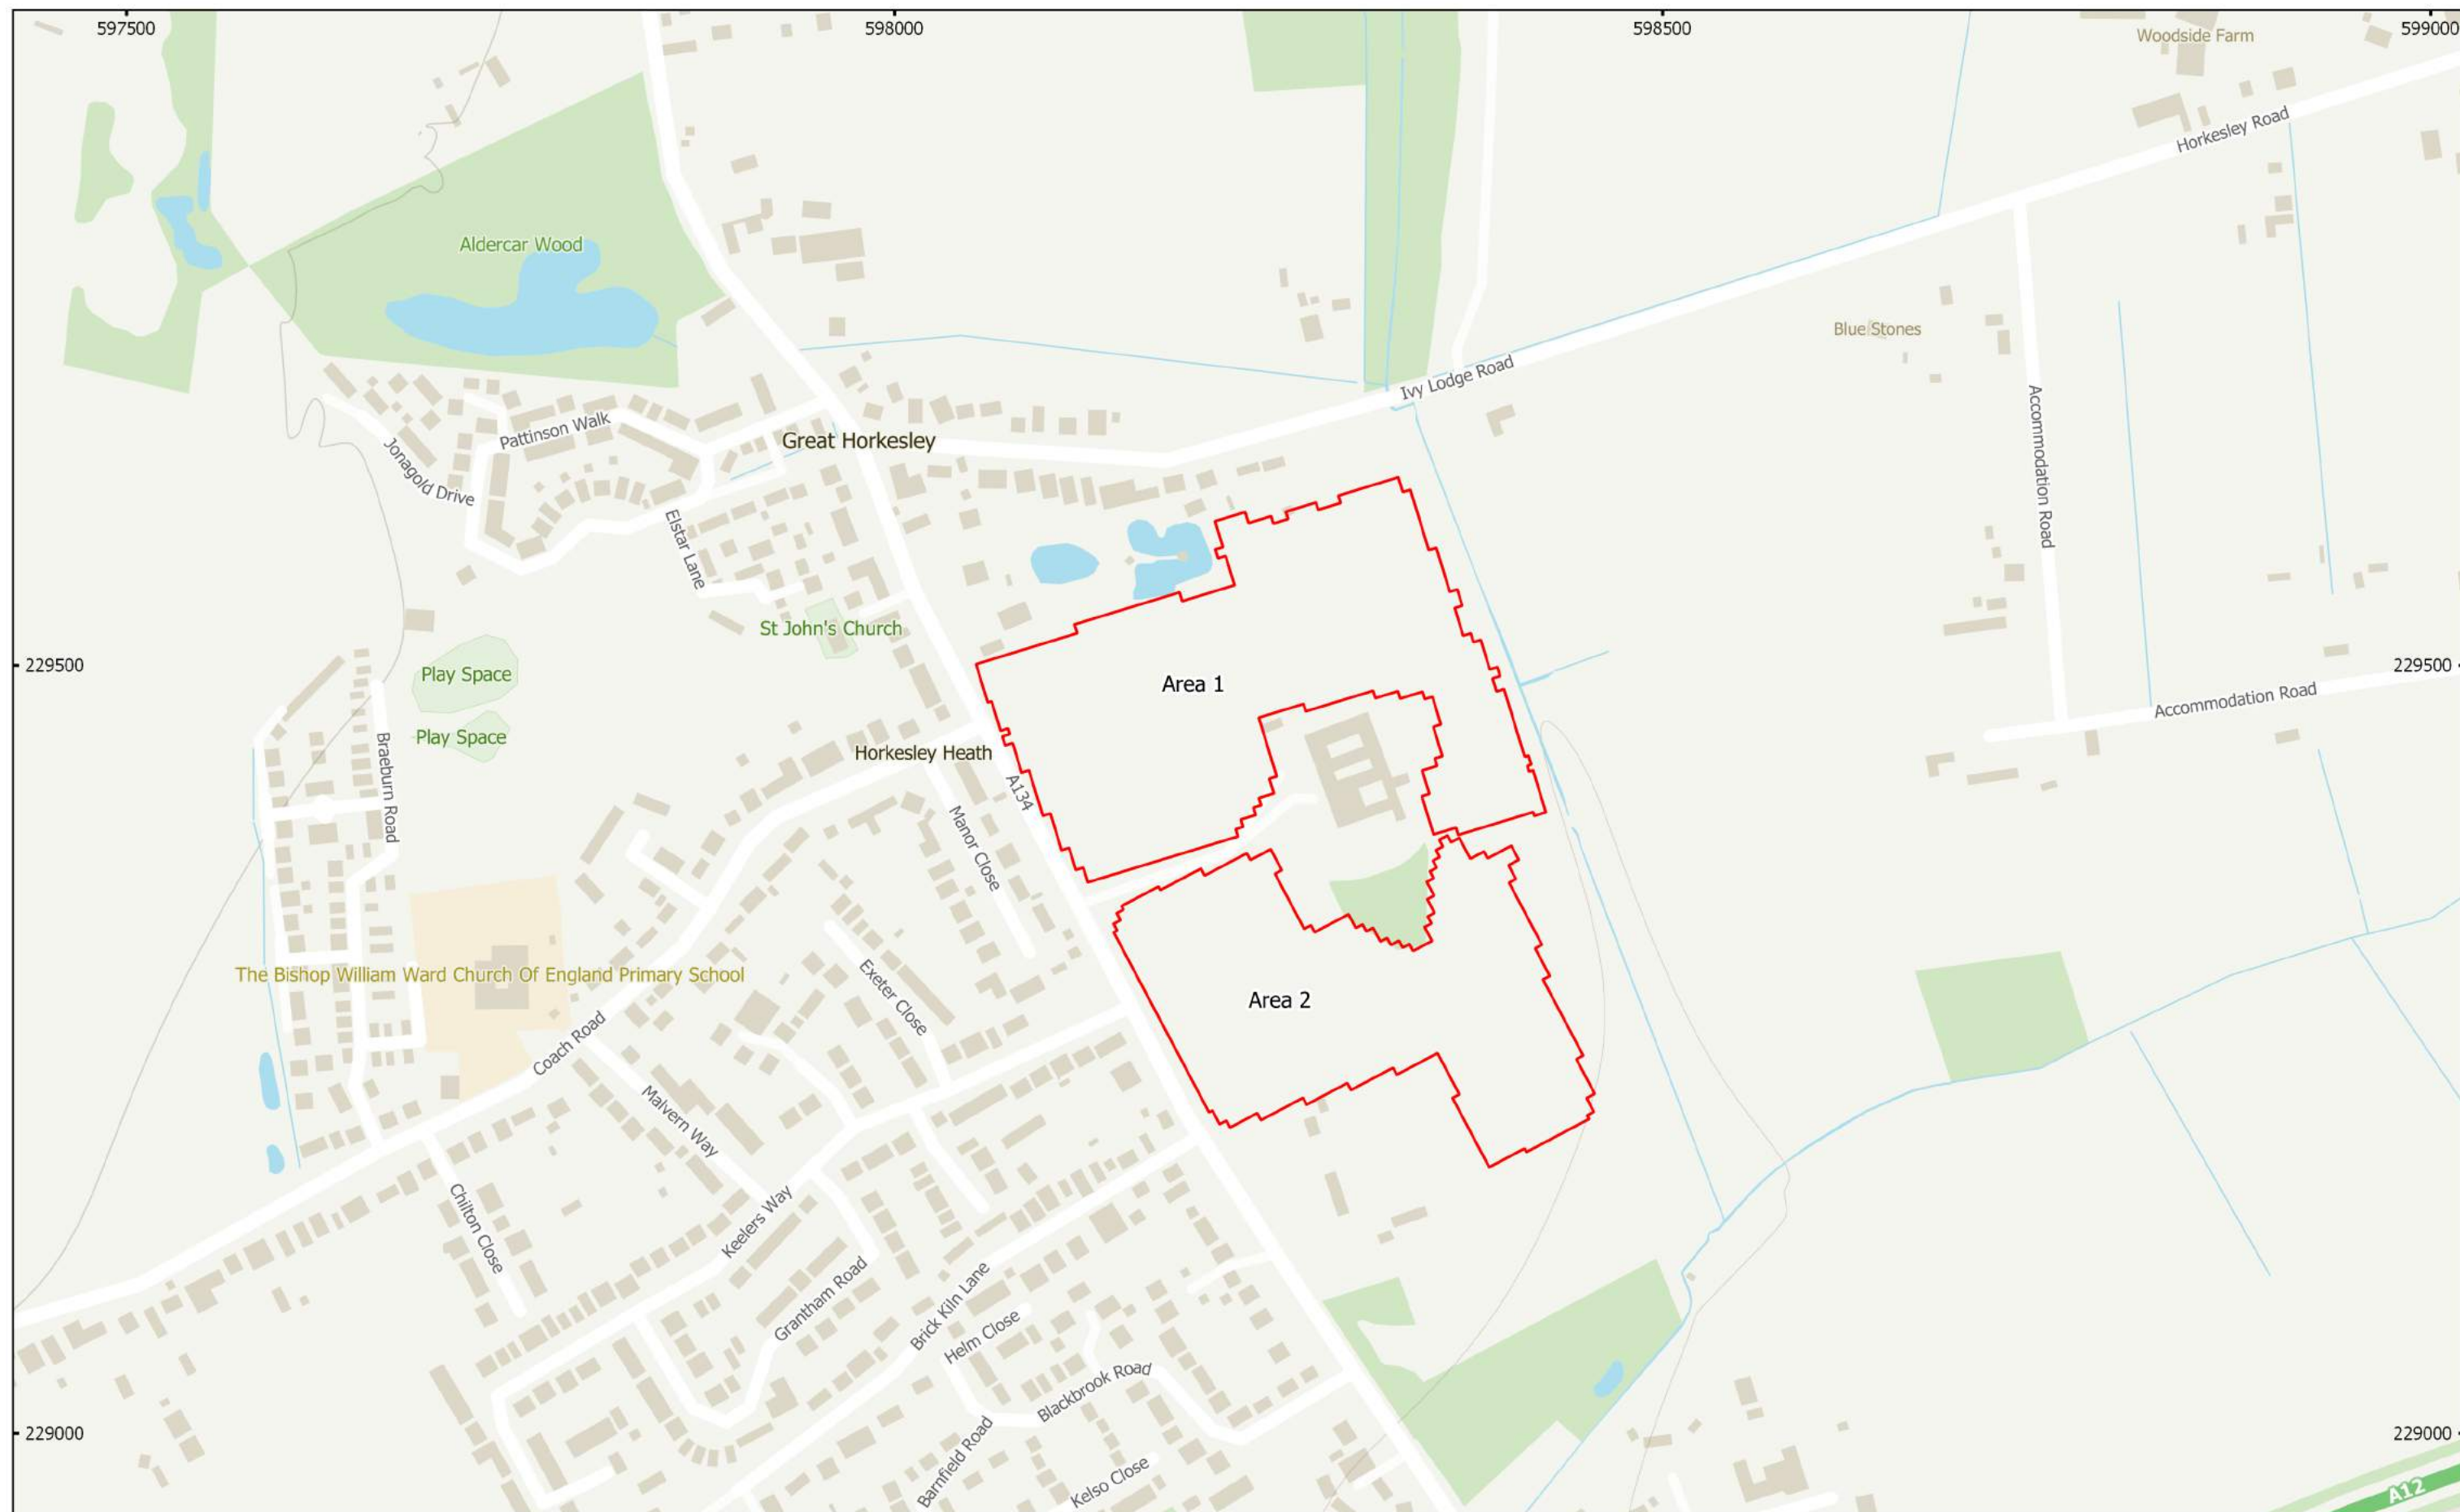 597500
598000
598500
599000
Woodside Farm
Horkesley Road
Aldercar Wood
Blue Stones
Ivy Lodge Road
Accommodation Road
Pattinson Walk
Great Horkesley
Jonagold Drive
Elstar Lane
St John's Church
229500
229500
Play Space
Area 1
Accommodation Road
Play Space
Braeburn Road
Horkesley Heath
A134
Manor Close
The Bishop William Ward Church Of England Primary School
Exeter Close
Area 2
Coach Road
Malvern Way
Chilton Close
Keelers Way
Grantham Road
Brick Kiln Lane
Helm Close
Blackbrook Road
Barnfield Road
Kelso Close
229000
229000
A12